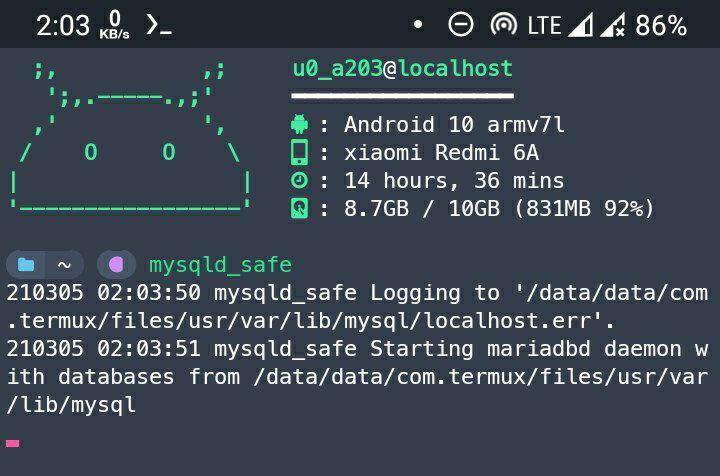 2:03 0 KB/s LTE 86%
u0_a203@localhost
: Android 10 armv7l
: xiaomi Redmi 6A
: 14 hours, 36 mins
: 8.7GB / 10GB (831MB 92%)
~ mysqld_safe
210305 02:03:50 mysqld_safe Logging to '/data/data/com
.termux/files/usr/var/lib/mysql/localhost.err'.
210305 02:03:51 mysqld_safe Starting mariadbd daemon w
ith databases from /data/data/com.termux/files/usr/var
/lib/mysql